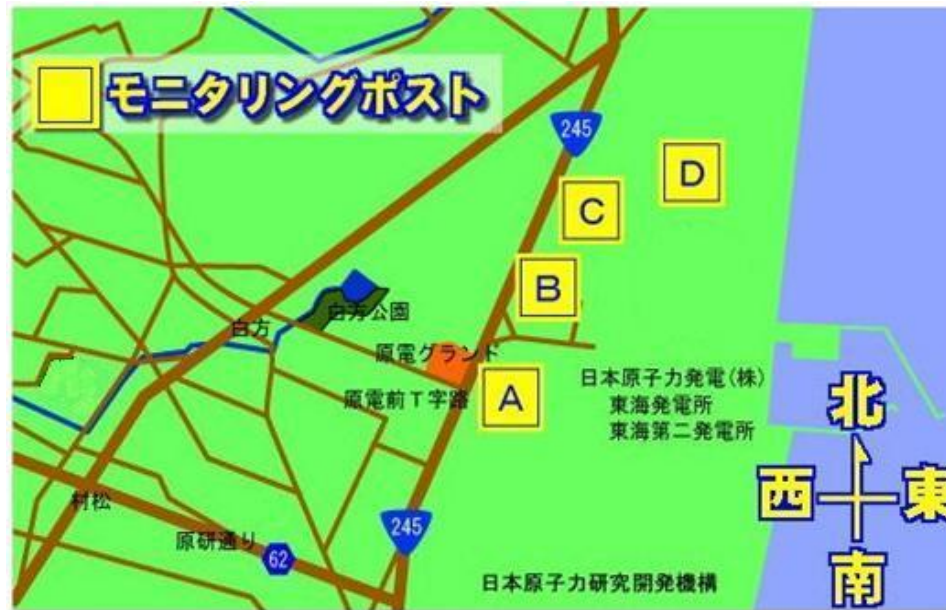 モニタリングポスト
245
D
C
B
白方公園
白方
原電グランド
原電前T字路
A
日本原子力発電(株)
東海発電所
東海第二発電所
北
西
東
南
村松
原研通り
62
245
日本原子力研究開発機構